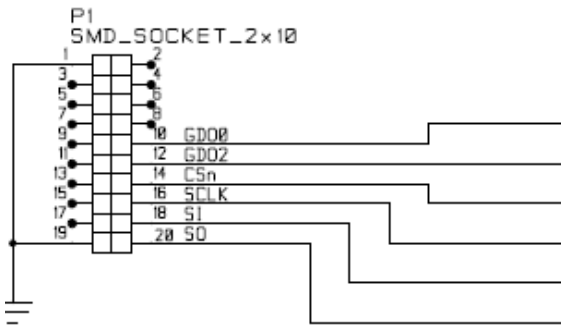 P1
SMD_SOCKET_2x10
1 2
3 4
5 6
7 8
9 10 GDO0
11 12 GDO2
13 14 CSn
15 16 SCLK
17 18 SI
19 20 SO